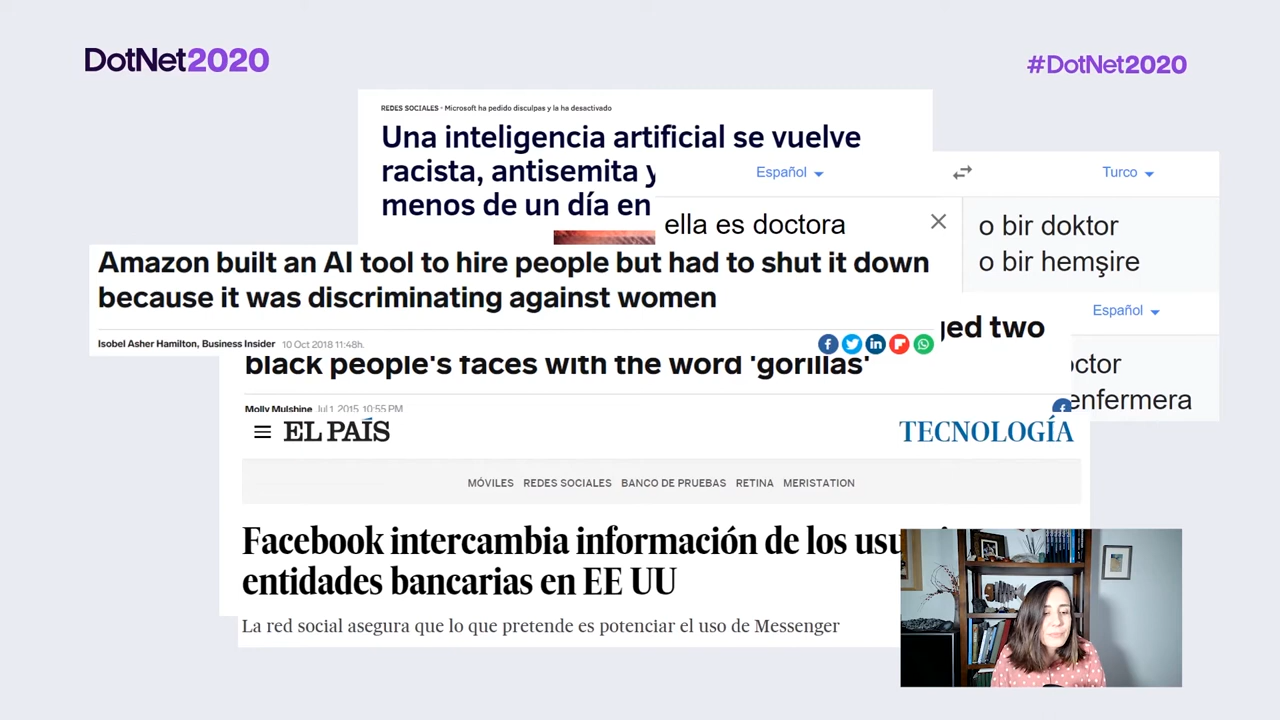 DotNet2020
#DotNet2020
REDES SOCIALES - Microsoft ha pedido disculpas y la ha desactivado
Una inteligencia artificial se vuelve
racista, antisemita y
menos de un día en
Español
Turco
ella es doctora
o bir doktor
o bir hemşire
Amazon built an AI tool to hire people but had to shut it down
because it was discriminating against women
Isobel Asher Hamilton, Business Insider 10 Oct 2018 11:48h.
Español
ged two
black people's faces with the word 'gorillas'
octor
enfermera
Molly Mulshine Jul 1, 2015, 10:55 PM
EL PAÍS
TECNOLOGÍA
MÓVILES REDES SOCIALES BANCO DE PRUEBAS RETINA MERISTATION
Facebook intercambia información de los usu
entidades bancarias en EE UU
La red social asegura que lo que pretende es potenciar el uso de Messenger